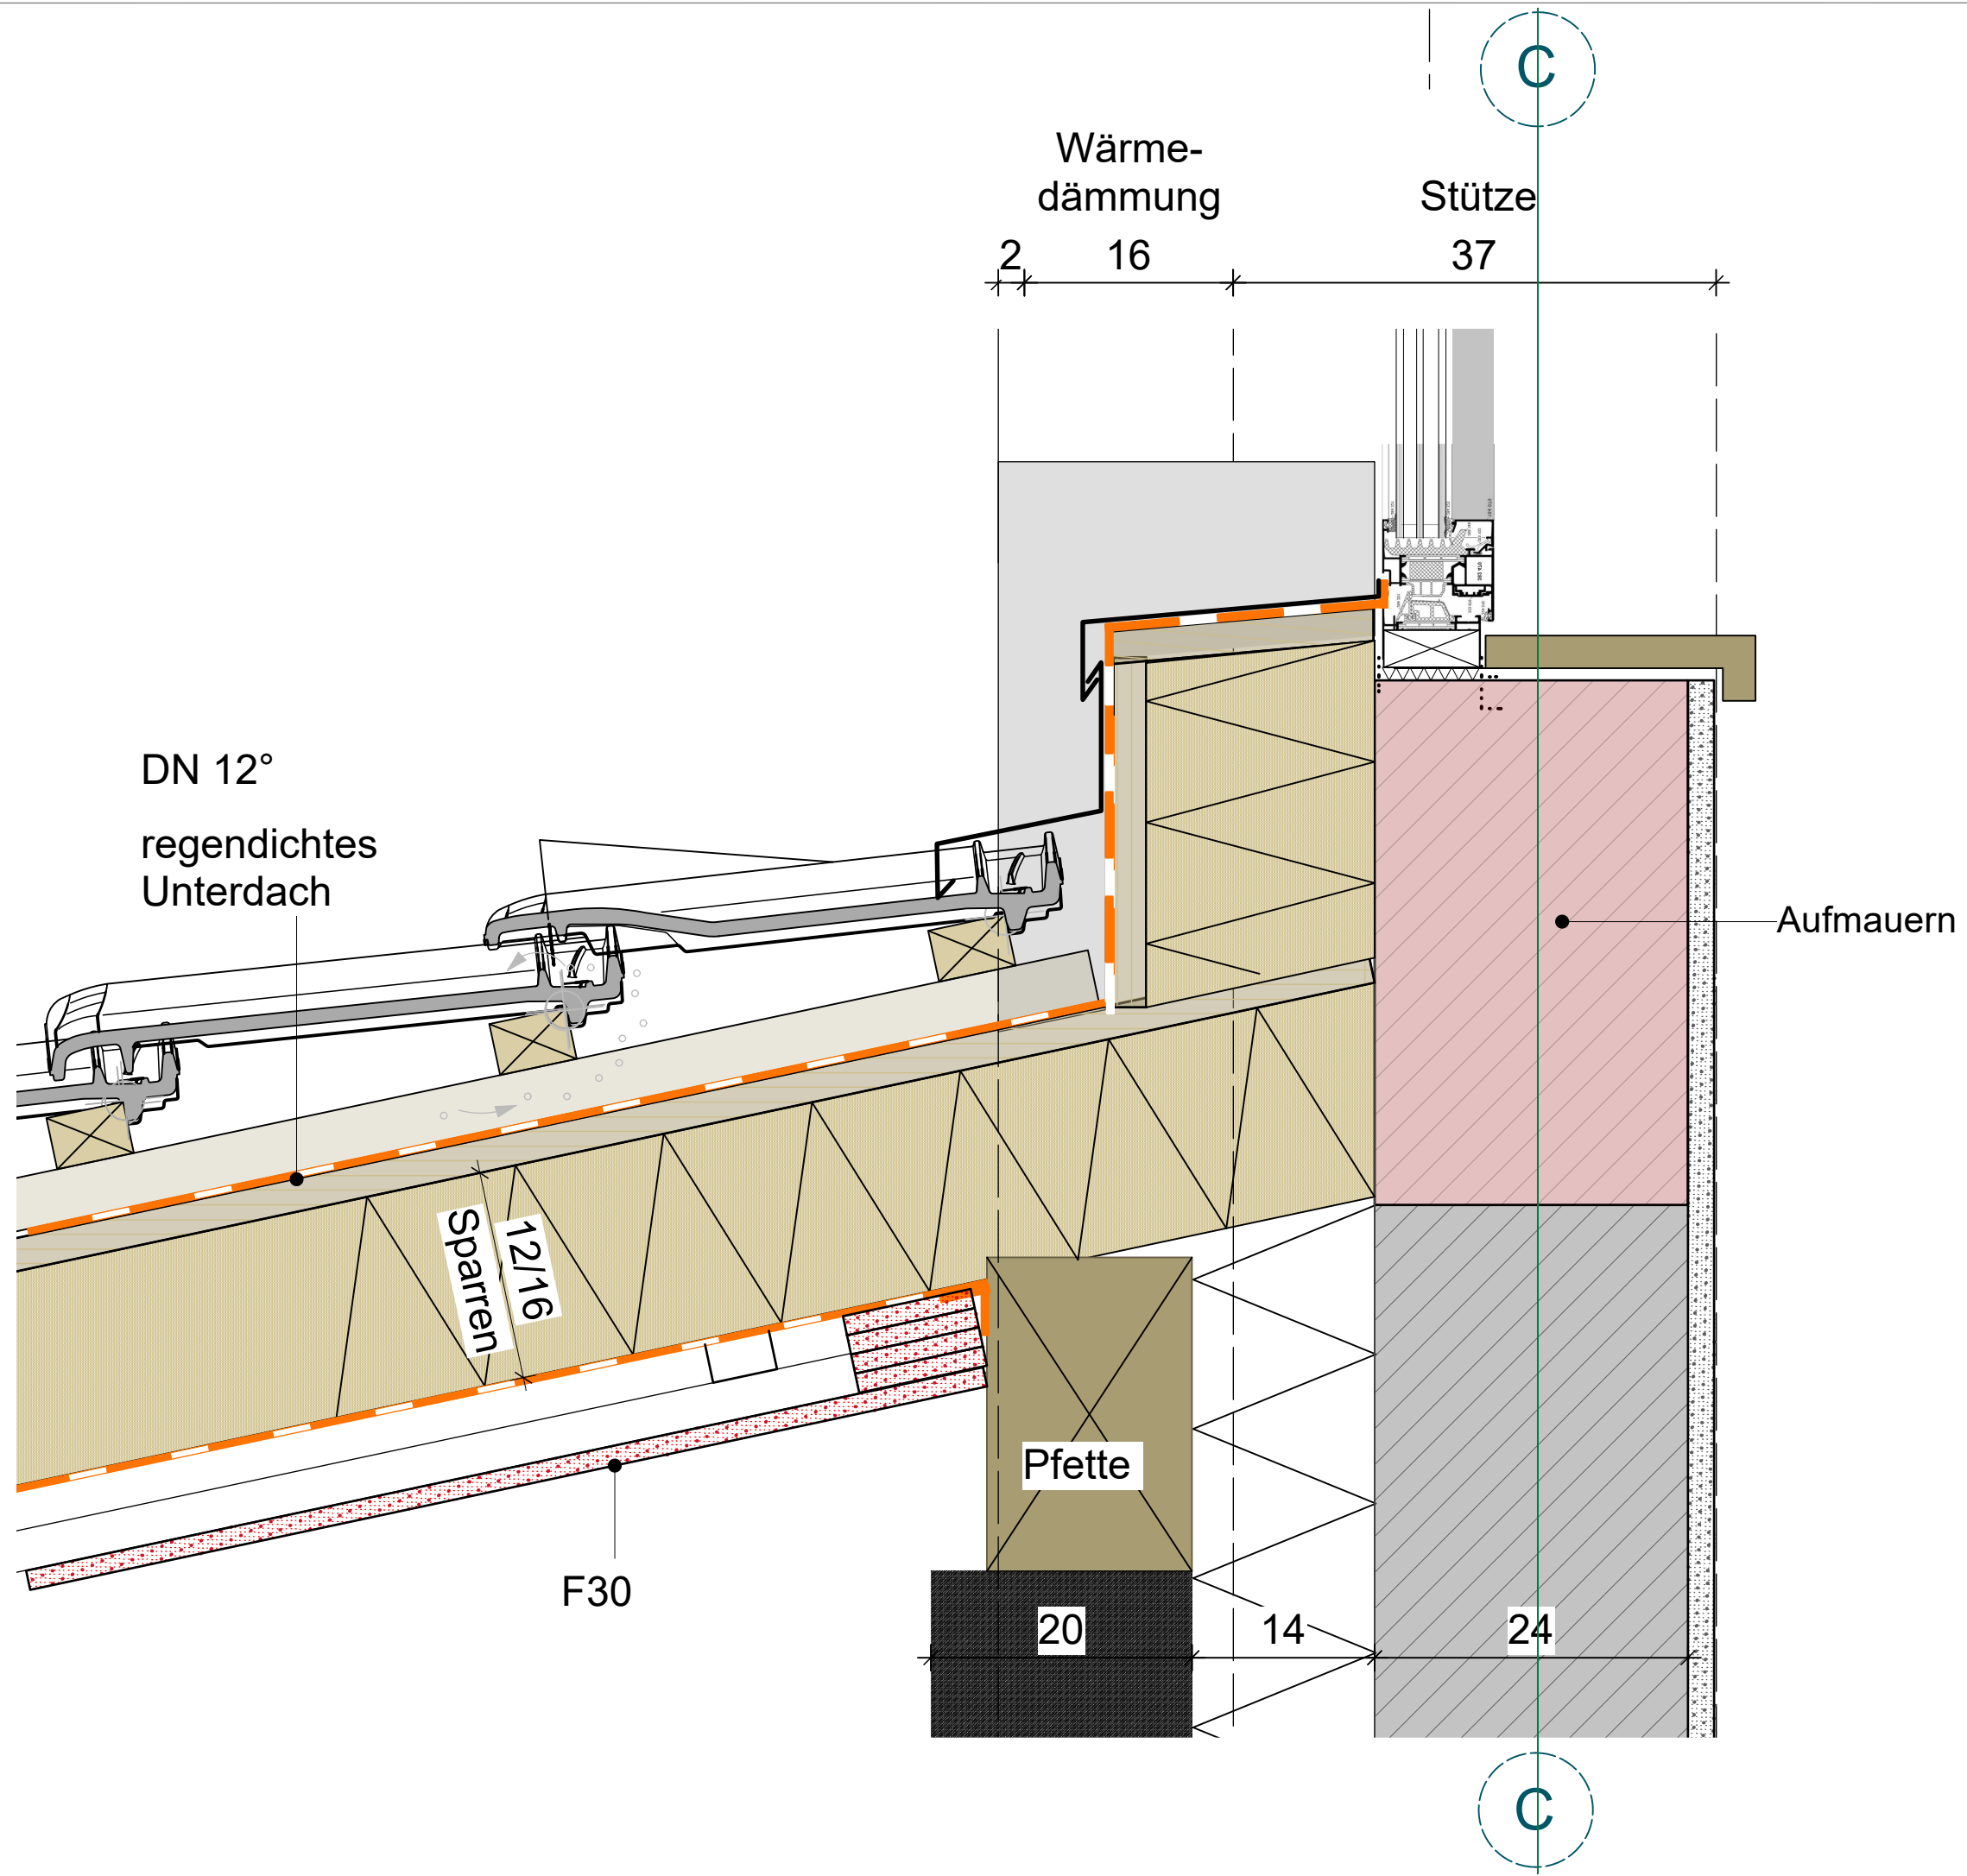 C
Wärme-
dämmung
Stütze
2
16
37
DN 12°
regendichtes
Unterdach
Aufmauern
12/16
Sparren
Pfette
F30
20
14
24
C